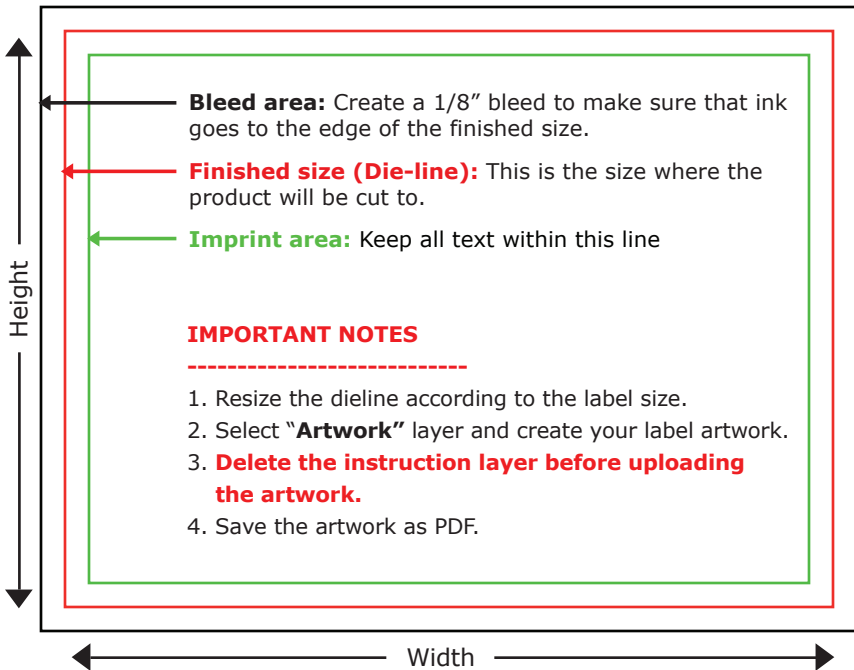 Bleed area: Create a 1/8” bleed to make sure that ink
goes to the edge of the finished size.
Finished size (Die-line): This is the size where the
product will be cut to.
Imprint area: Keep all text within this line
Height
IMPORTANT NOTES
----------------------------
1. Resize the dieline according to the label size.
2. Select “Artwork” layer and create your label artwork.
3. Delete the instruction layer before uploading
the artwork.
4. Save the artwork as PDF.
Width